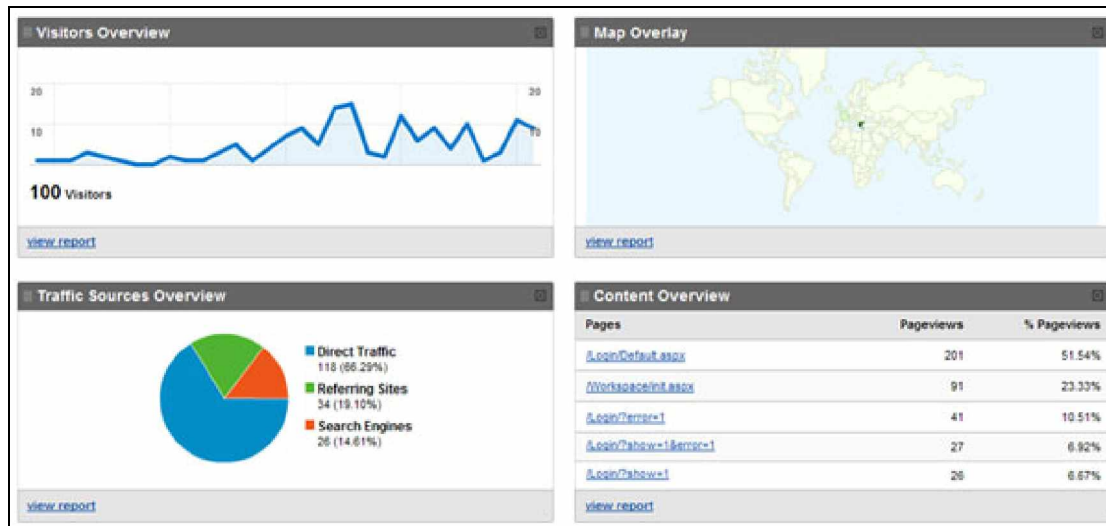 Visitors Overview
20 20
10 10
100 Visitors
view report
Map Overlay
view report
Traffic Sources Overview
Direct Traffic
118 (66.29%)
Referring Sites
34 (19.10%)
Search Engines
26 (14.61%)
view report
Content Overview
Pages Pageviews % Pageviews
/Login/Default.aspx 201 51.54%
/Workspace/init.aspx 91 23.33%
/Login/?error=1 41 10.51%
/Login/?show=1&error=1 27 6.92%
/Login/?show=1 26 6.67%
view report